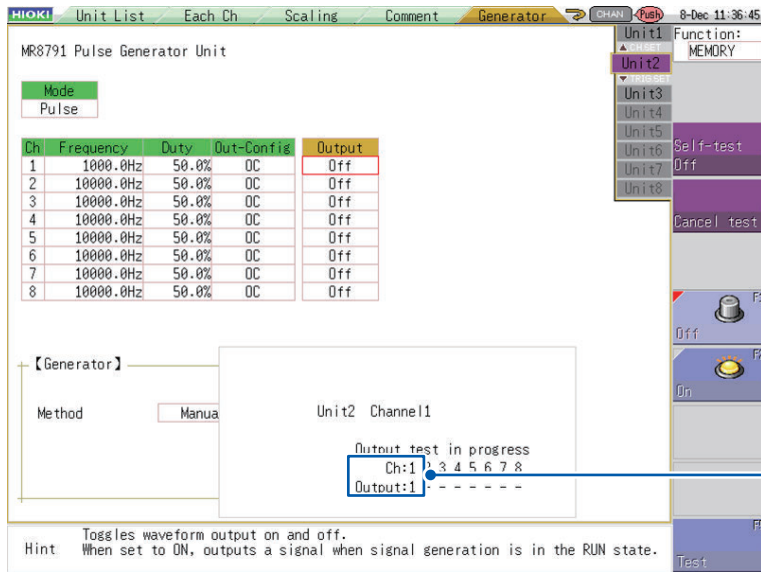 HIOKI Unit List Each Ch Scaling Comment Generator CHAN Push 8-Dec 11:36:45
MR8791 Pulse Generator Unit
Mode
Pulse
Ch Frequency Duty Out-Config Output
1 1000.0Hz 50.0% OC Off
2 10000.0Hz 50.0% OC Off
3 10000.0Hz 50.0% OC Off
4 10000.0Hz 50.0% OC Off
5 10000.0Hz 50.0% OC Off
6 10000.0Hz 50.0% OC Off
7 10000.0Hz 50.0% OC Off
8 10000.0Hz 50.0% OC Off
Unit1
▲CH.SET
Unit2
▼TRIG.SET
Unit3
Unit4
Unit5
Unit6
Unit7
Unit8
Function:
MEMORY
Self-test
Off
Cancel test
Off
On
Test
【Generator】
Method Manua
Unit2 Channel1
Output test in progress
Ch:1 2 3 4 5 6 7 8
Output:1 - - - - - - -
Hint Toggles waveform output on and off.
When set to ON, outputs a signal when signal generation is in the RUN state.